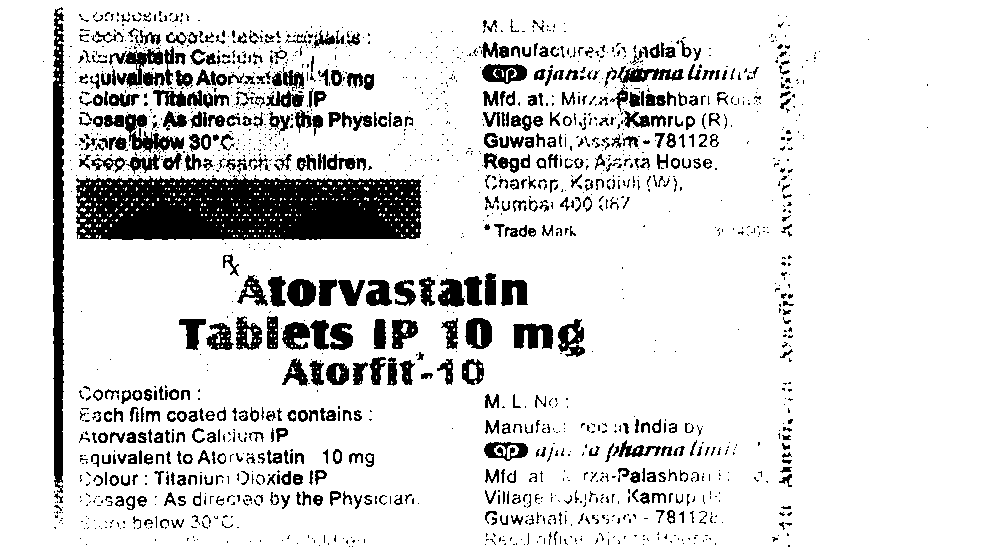 Composition :
Each film coated tablet contains :
Atorvastatin Calcium IP
equivalent to Atorvastatin 10 mg
Colour : Titanium Dioxide IP
Dosage : As directed by the Physician
Store below 30°C
Keep out of the reach of children.
M. L. No :
Manufactured in India by :
ajanta pharma limited
Mfd. at.: Mirza-Palashbari Road
Village Kokjhar, Kamrup (R)
Guwahati, Assam - 781128
Regd office: Ajanta House,
Charkop, Kandivli (W),
Mumbai 400 067
* Trade Mark
Rx
Atorvastatin
Tablets IP 10 mg
Atorfit*-10
Composition :
Each film coated tablet contains :
Atorvastatin Calcium IP
equivalent to Atorvastatin 10 mg
Colour : Titanium Dioxide IP
Dosage : As directed by the Physician.
Store below 30°C.
M. L. No :
Manufactured in India by
ap ajanta pharma limit
Mfd at Mirza-Palashbari
Village Kokjhar, Kamrup (R
Guwahati, Assam - 781128.
Regd office, Ajanta House,